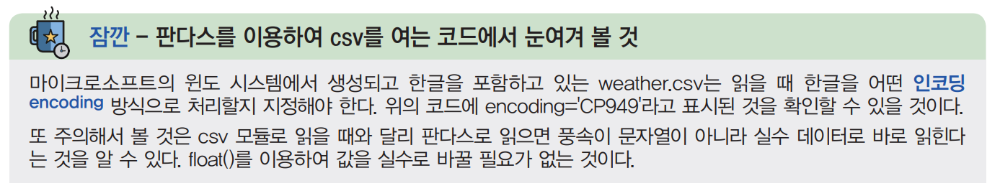 잠깐 – 판다스를 이용하여 csv를 여는 코드에서 눈여겨 볼 것
마이크로소프트의 윈도 시스템에서 생성되고 한글을 포함하고 있는 weather.csv는 읽을 때 한글을 어떤 인코딩
encoding 방식으로 처리할지 지정해야 한다. 위의 코드에 encoding='CP949'라고 표시된 것을 확인할 수 있을 것이다.
또 주의해서 볼 것은 csv 모듈로 읽을 때와 달리 판다스로 읽으면 풍속이 문자열이 아니라 실수 데이터로 바로 읽힌다
는 것을 알 수 있다. float()를 이용하여 값을 실수로 바꿀 필요가 없는 것이다.